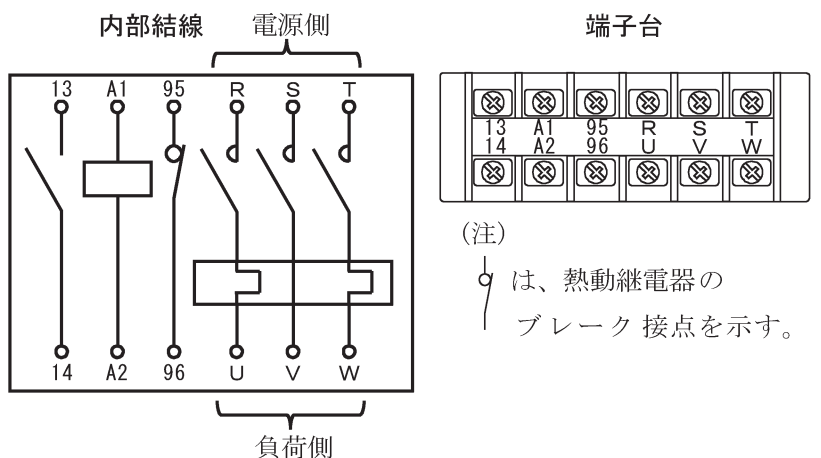 内部結線
電源側
端子台
13 A1 95 R S T
14 A2 96 U V W
負荷側
13 A1 95 R S T
14 A2 96 U V W
(注)
は、熱動継電器の
ブレーク接点を示す。